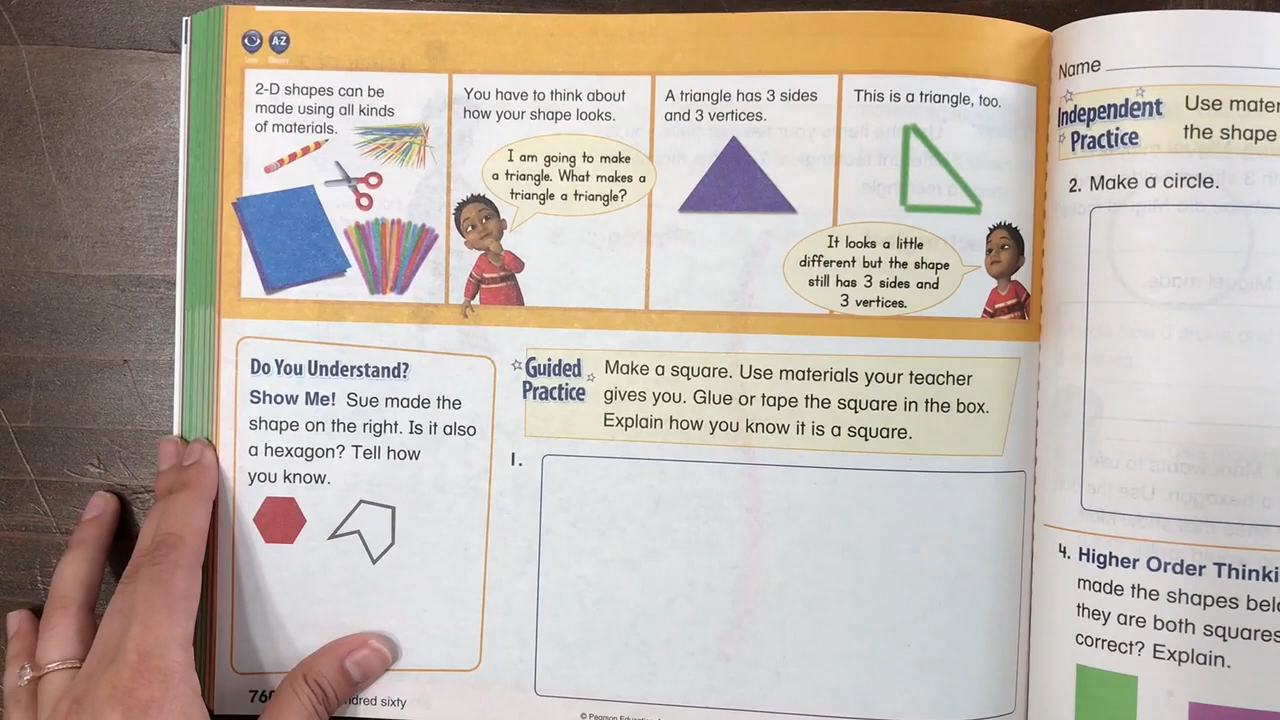 A-Z
2-D shapes can be
made using all kinds
of materials.
You have to think about
how your shape looks.
I am going to make
a triangle. What makes a
triangle a triangle?
A triangle has 3 sides
and 3 vertices.
This is a triangle, too.
It looks a little
different but the shape
still has 3 sides and
3 vertices.
Do You Understand?
Show Me! Sue made the
shape on the right. Is it also
a hexagon? Tell how
you know.
Guided
Practice
Make a square. Use materials your teacher
gives you. Glue or tape the square in the box.
Explain how you know it is a square.
1.
sixty
© Pearson
Name
Independent
Practice
Use
the shape
2. Make a circle.
4. Higher Order
made the shapes
they are both squares
correct? Explain.